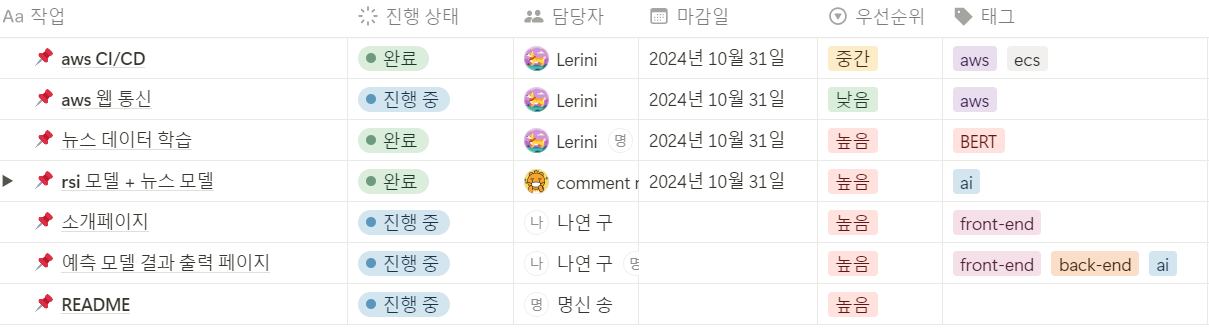 Aa 작업 진행 상태 담당자 마감일 우선순위 태그
aws CI/CD 완료 Lerini 2024년 10월 31일 중간 aws ecs
aws 웹 통신 진행 중 Lerini 2024년 10월 31일 낮음 aws
뉴스 데이터 학습 완료 Lerini 명 2024년 10월 31일 높음 BERT
rsi 모델 + 뉴스 모델 완료 comment 2024년 10월 31일 높음 ai
소개페이지 진행 중 나 나연 구 높음 front-end
예측 모델 결과 출력 페이지 진행 중 나 나연 구 높음 front-end back-end ai
README 진행 중 명 명신 송 높음